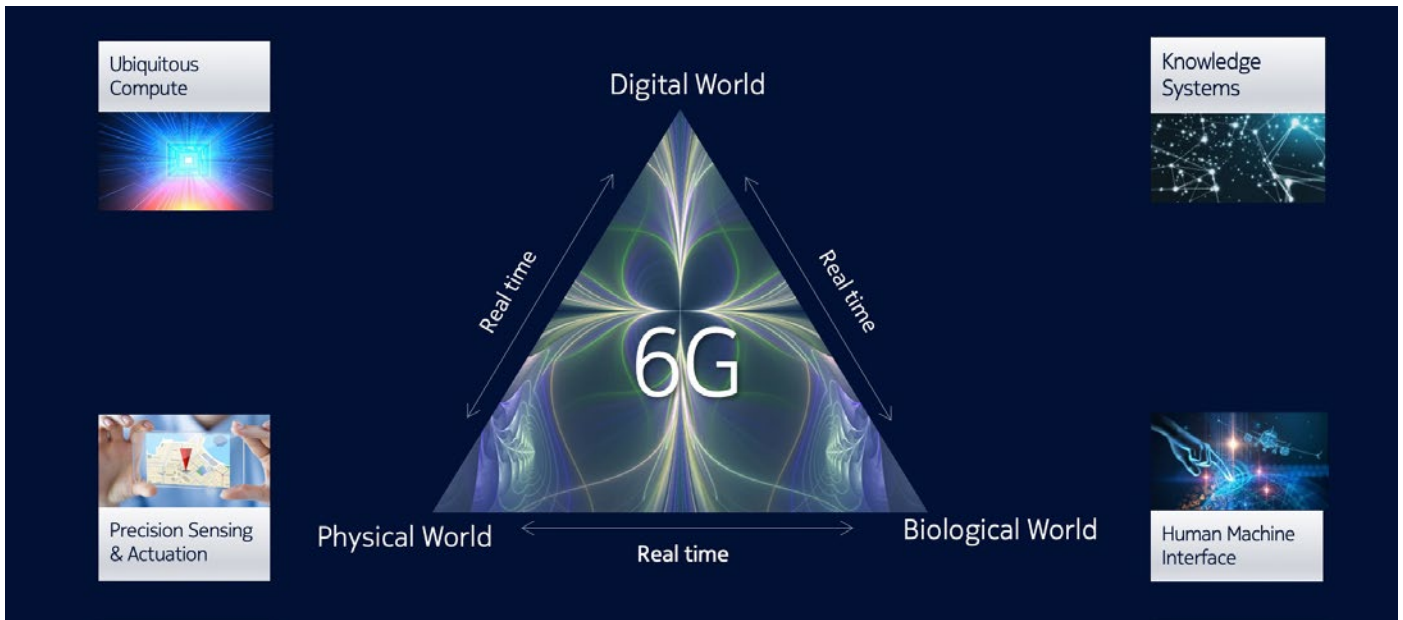 Ubiquitous
Compute
Digital World
Knowledge
Systems
Real time
Real time
6G
Precision Sensing
& Actuation
Physical World
Real time
Biological World
Human Machine
Interface